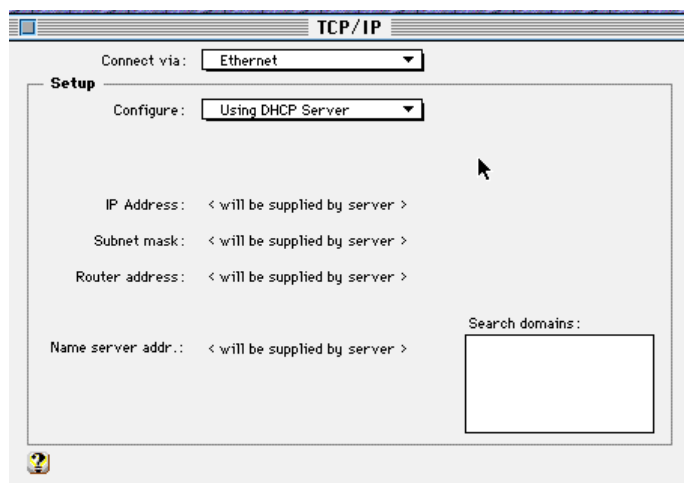 TCP/IP
Connect via: Ethernet
Setup
Configure: Using DHCP Server
IP Address: < will be supplied by server >
Subnet mask: < will be supplied by server >
Router address: < will be supplied by server >
Search domains:
Name server addr.: < will be supplied by server >
?